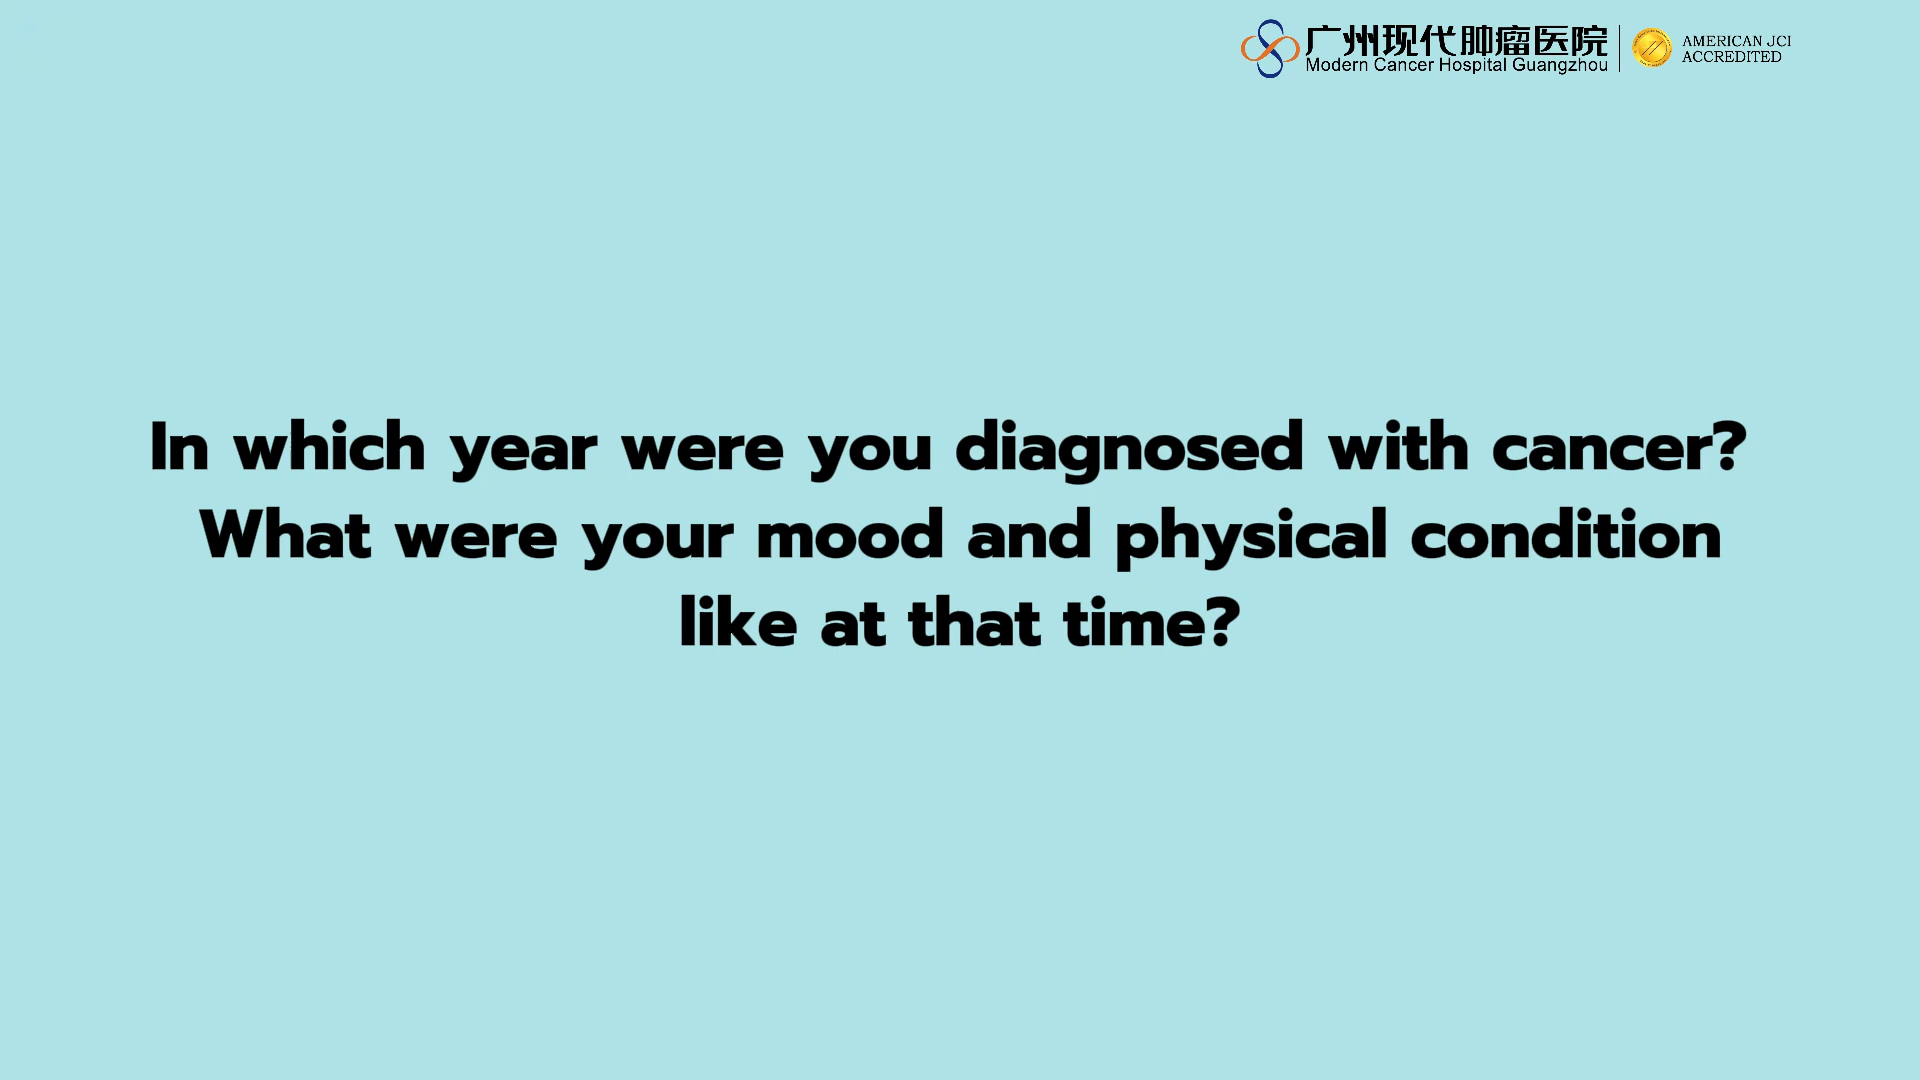 广州现代肿瘤医院
Modern Cancer Hospital Guangzhou
AMERICAN JCI
ACCREDITED
In which year were you diagnosed with cancer?
What were your mood and physical condition
like at that time?